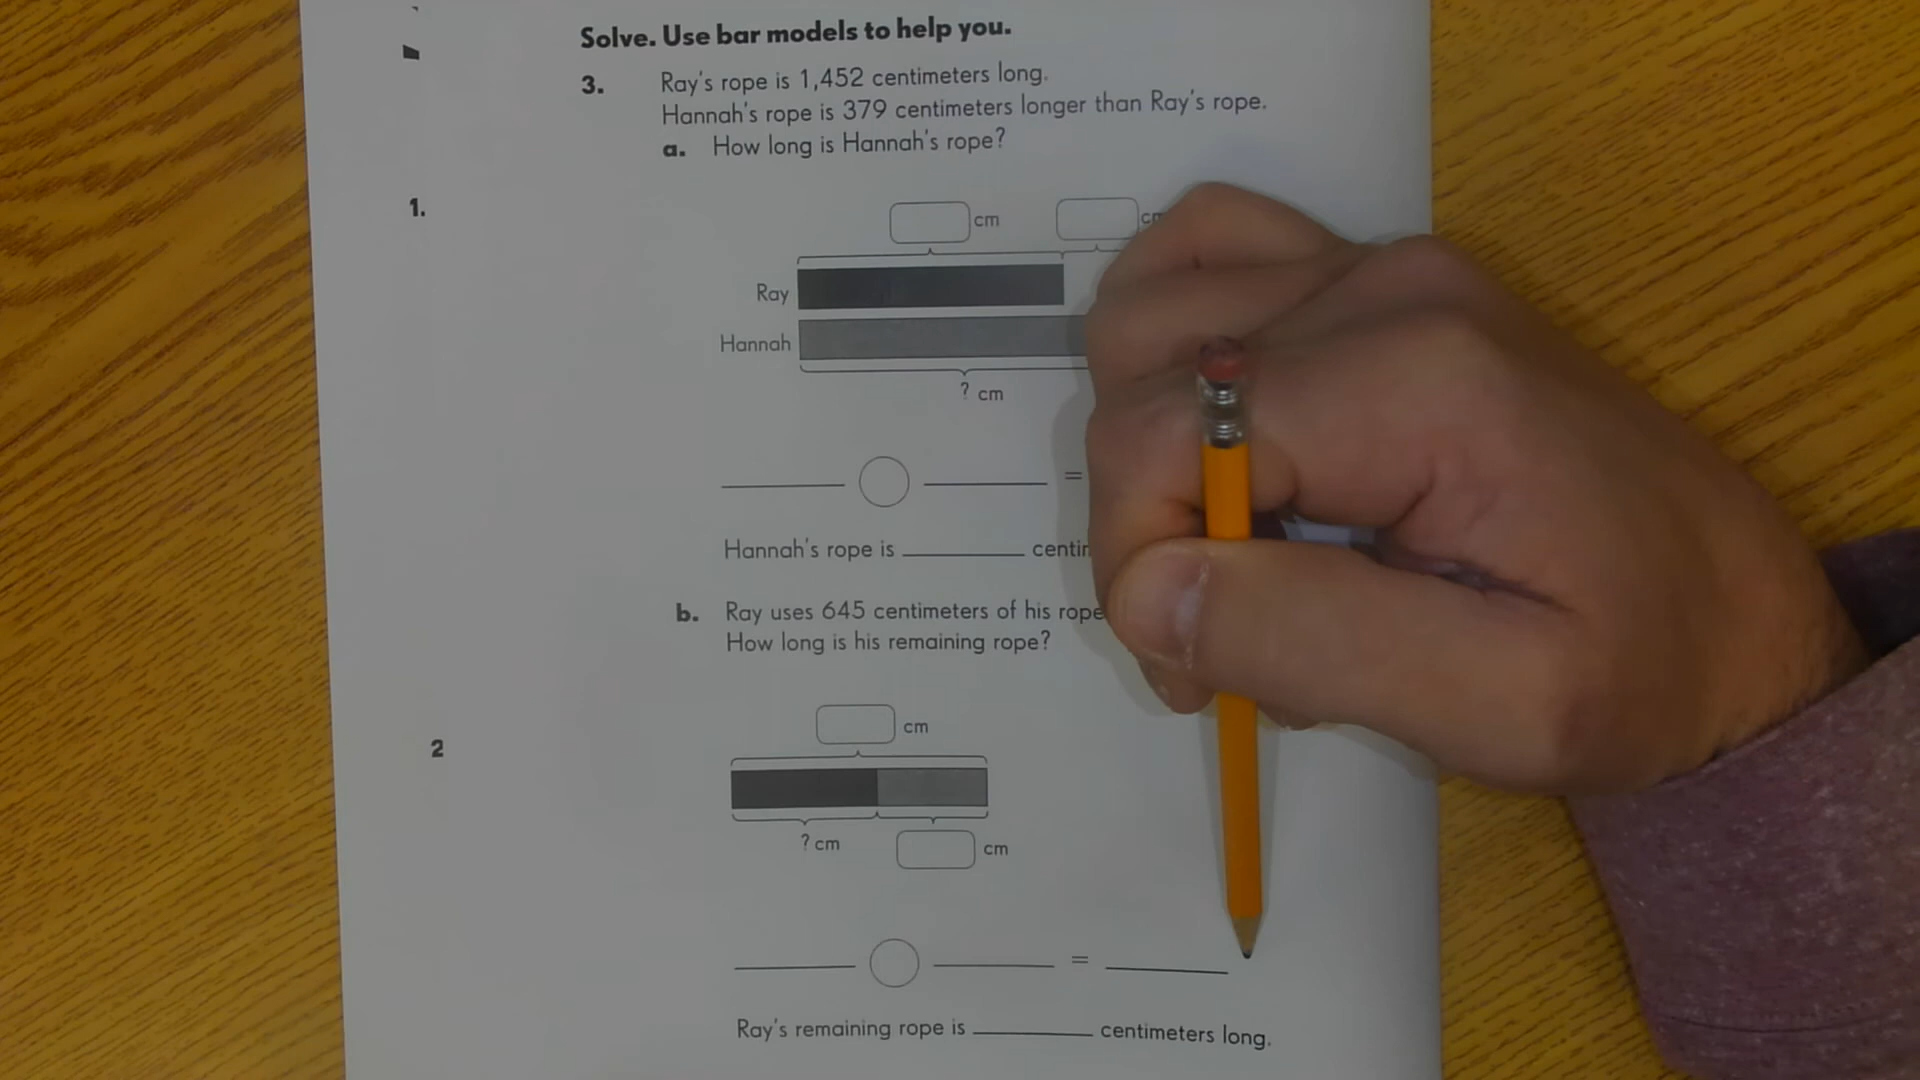 Solve. Use bar models to help you.
3. Ray's rope is 1,452 centimeters long.
Hannah's rope is 379 centimeters longer than Ray's rope.
a. How long is Hannah's rope?
1.
cm
Ray
Hannah
? cm
=
Hannah's rope is
b. Ray uses 645 centimeters of his rope
How long is his remaining rope?
2
cm
? cm cm
=
Ray's remaining rope is ________ centimeters long.